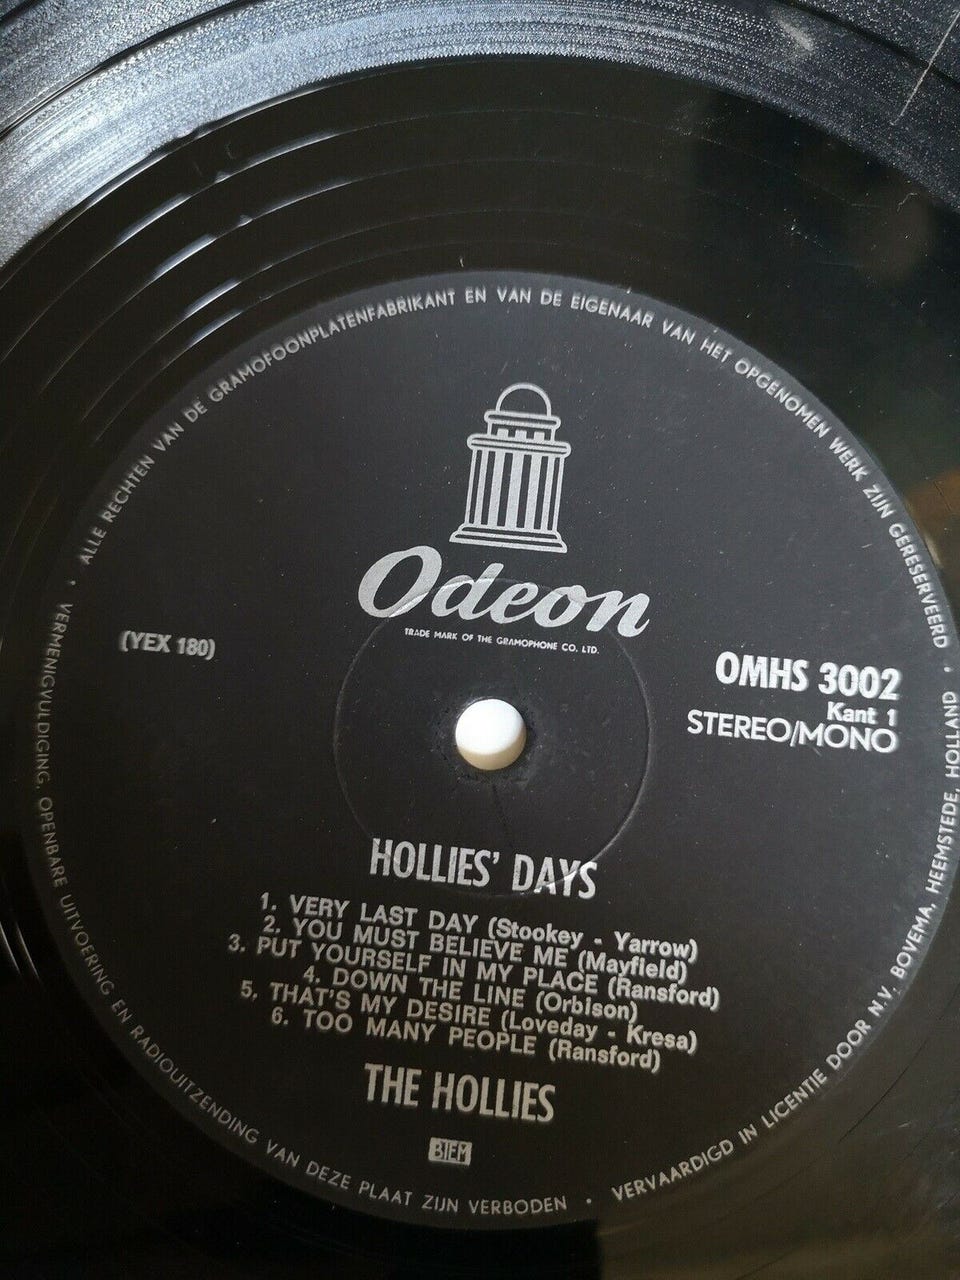 ALLE RECHTEN VAN DE GRAMOFOONPLATENFABRIKANT EN VAN DE EIGENAAR VAN HET OPGENOMEN WERK ZIJN GERESERVEERD •
Odeon
TRADE MARK OF THE GRAMOPHONE CO. LTD.
(YEX 180)
OMHS 3002
Kant 1
STEREO/MONO
HOLLIES' DAYS
1. VERY LAST DAY (Stookey - Yarrow)
2. YOU MUST BELIEVE ME (Mayfield)
3. PUT YOURSELF IN MY PLACE (Ransford)
4. DOWN THE LINE (Orbison)
5. THAT'S MY DESIRE (Loveday - Kresa)
6. TOO MANY PEOPLE (Ransford)
THE HOLLIES
BIEM
• VERMENIGVULDIGING, OPENBARE UITVOERING EN RADIOUITZENDING VAN DEZE PLAAT ZIJN VERBODEN •
VERVAARDIGD IN LICENTIE DOOR N.V. BOVEMA, HEEMSTEDE, HOLLAND